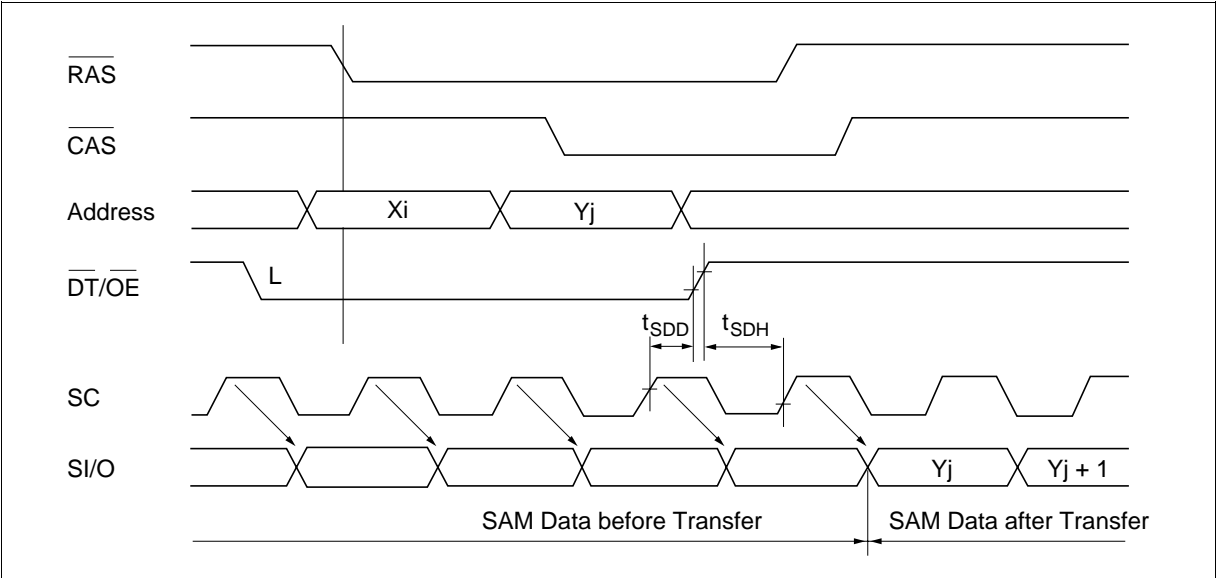 RAS
CAS
Address
Xi
Yj
DT/OE
L
tSDD
tSDH
SC
SI/O
Yj
Yj + 1
SAM Data before Transfer
SAM Data after Transfer